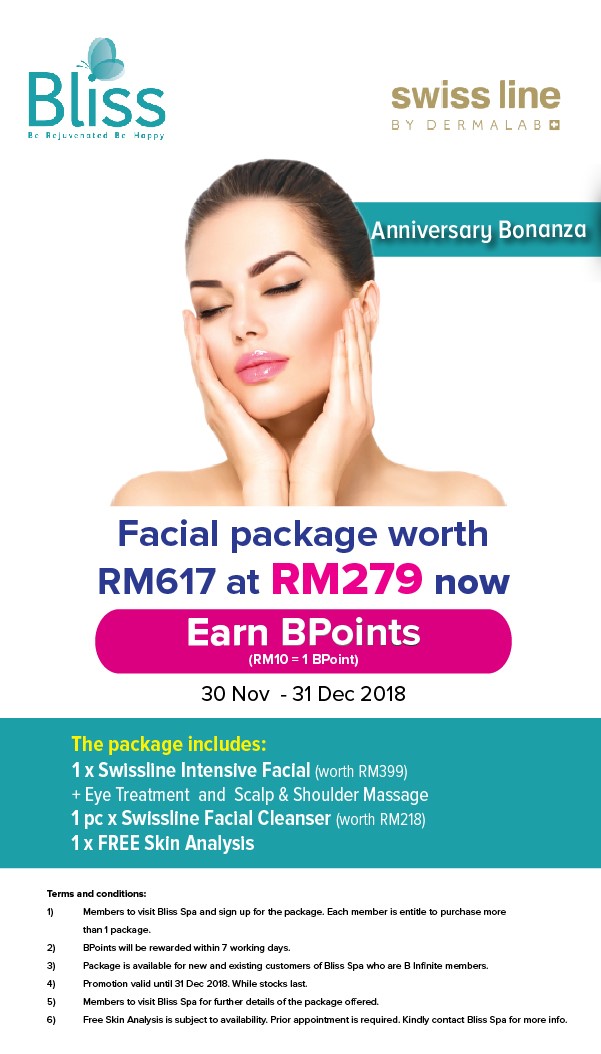 Bliss
Be Rejuvenated Be Happy
swiss line
BY DERMALAB
Anniversary Bonanza
Facial package worth
RM617 at RM279 now
Earn BPoints
(RM10 = 1 BPoint)
30 Nov - 31 Dec 2018
The package includes:
1 x Swissline Intensive Facial (worth RM399)
+ Eye Treatment and Scalp & Shoulder Massage
1 pc x Swissline Facial Cleanser (worth RM218)
1 x FREE Skin Analysis
Terms and conditions:
1) Members to visit Bliss Spa and sign up for the package. Each member is entitle to purchase more
than 1 package.
2) BPoints will be rewarded within 7 working days.
3) Package is available for new and existing customers of Bliss Spa who are B Infinite members.
4) Promotion valid until 31 Dec 2018. While stocks last.
5) Members to visit Bliss Spa for further details of the package offered.
6) Free Skin Analysis is subject to availability. Prior appointment is required. Kindly contact Bliss Spa for more info.